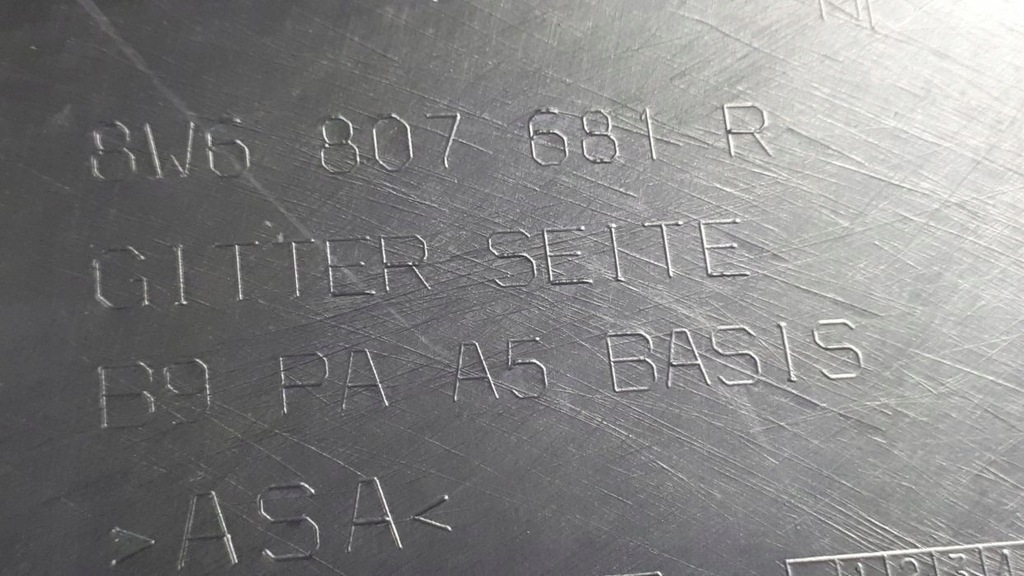 8W6 807 681 R
GITTER SEITE
B9 PA A5 BASIS
>ASA<